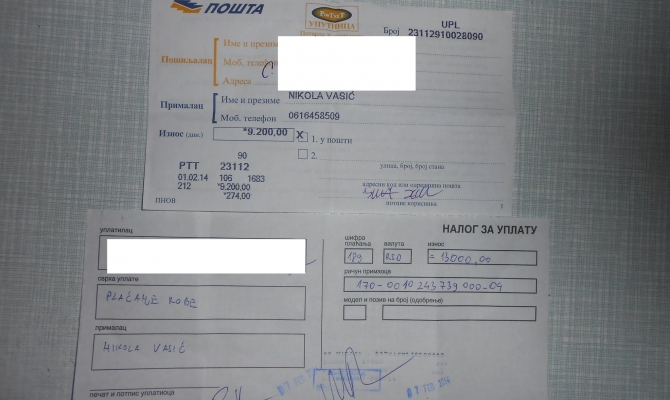 ПОШТА
PosTneT
УПУТНИЦА
UPL
Број 23112910028090
Пошиљалац
Име и презиме
Моб. телефон
Адреса
Прималац
Име и презиме NIKOLA VASIĆ
Моб. телефон 0616458509
Износ (дин.) *9.200,00 X 1. у пошти
2.
90
PTT 23112
улица, број, број стана
01.02.14 106 1683
212 *9.200,00
*274,00
ПНОВ
потпис корисника
1
уплатилац
НАЛОГ ЗА УПЛАТУ
шифра плаћања
валута
износ
189
RSD
= 13000,00
сврха уплате
PLAĆANJE ROBE
рачун примаоца
170-0010243739000-04
модел и позив на број (одобрење)
прималац
NIKOLA VASIĆ
печат и потпис уплатиоца